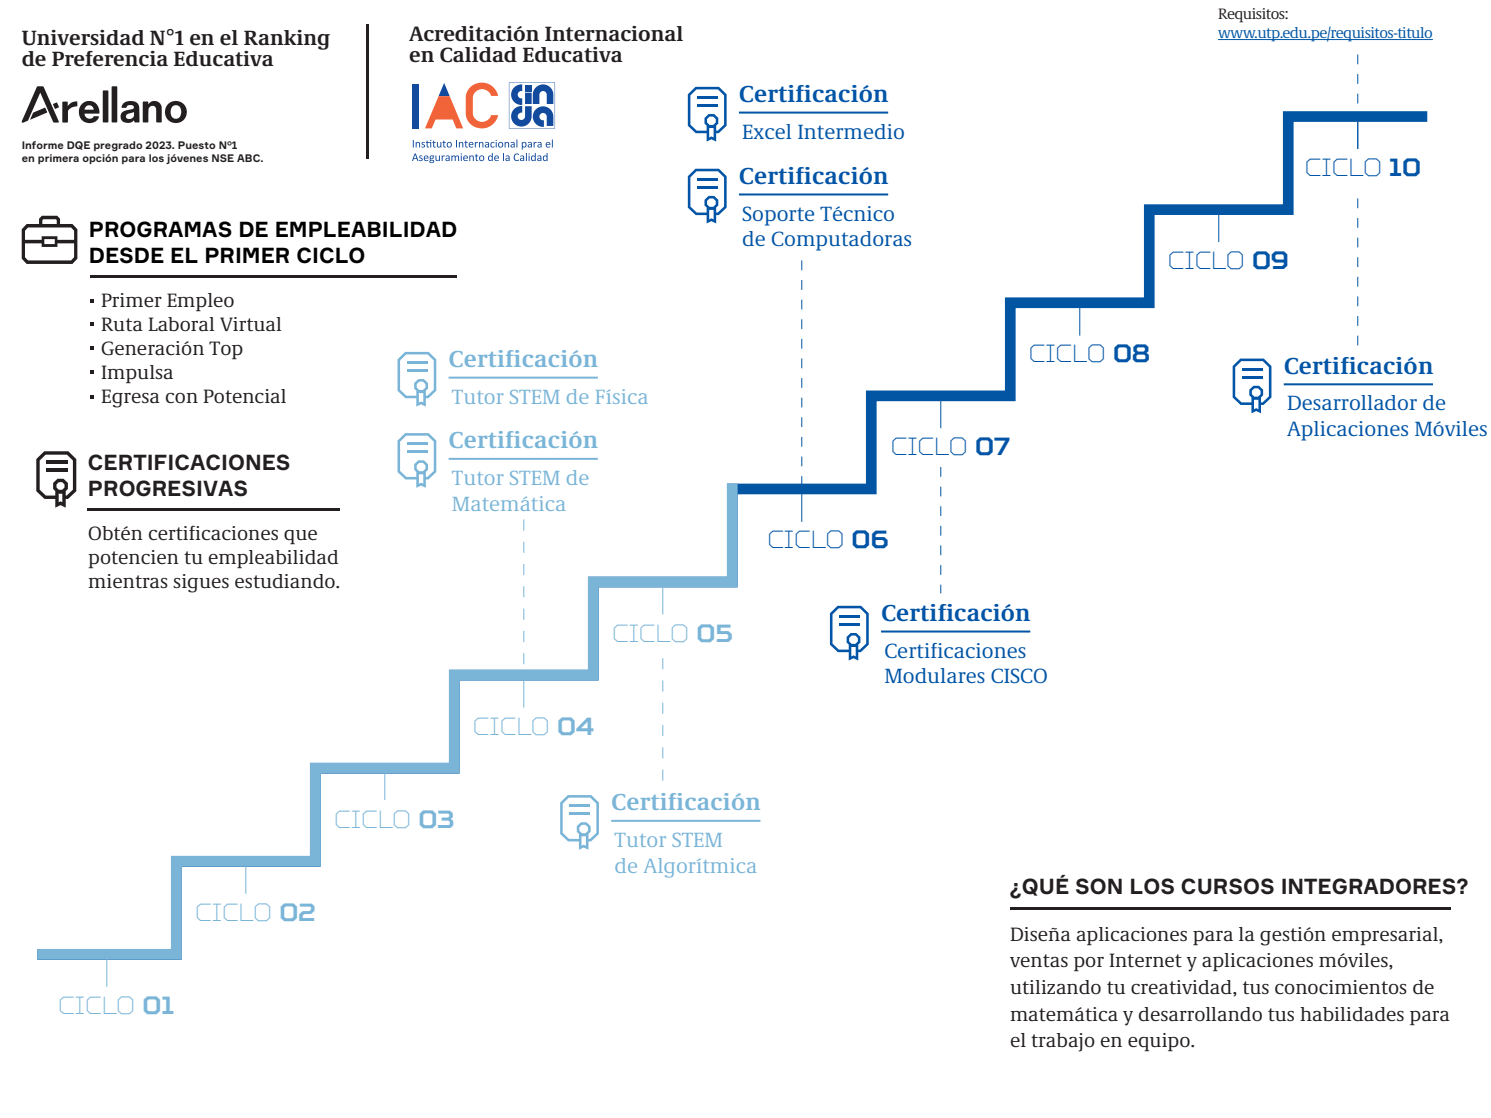 Universidad N°1 en el Ranking
de Preferencia Educativa
Arellano
Informe DQE pregrado 2023. Puesto Nº1
en primera opción para los jóvenes NSE ABC.
Acreditación Internacional
en Calidad Educativa
IAC cinda
Instituto Internacional para el
Aseguramiento de la Calidad
Requisitos:
www.utp.edu.pe/requisitos-titulo
PROGRAMAS DE EMPLEABILIDAD
DESDE EL PRIMER CICLO
▪ Primer Empleo
▪ Ruta Laboral Virtual
▪ Generación Top
▪ Impulsa
▪ Egresa con Potencial
CERTIFICACIONES
PROGRESIVAS
Obtén certificaciones que
potencien tu empleabilidad
mientras sigues estudiando.
CICLO 01
CICLO 02
CICLO 03
Certificación
Tutor STEM de Física
Certificación
Tutor STEM de
Matemática
CICLO 04
CICLO 05
Certificación
Tutor STEM
de Algorítmica
Certificación
Excel Intermedio
Certificación
Soporte Técnico
de Computadoras
CICLO 06
CICLO 07
Certificación
Certificaciones
Modulares CISCO
CICLO 08
CICLO 09
CICLO 10
Certificación
Desarrollador de
Aplicaciones Móviles
¿QUÉ SON LOS CURSOS INTEGRADORES?
Diseña aplicaciones para la gestión empresarial,
ventas por Internet y aplicaciones móviles,
utilizando tu creatividad, tus conocimientos de
matemática y desarrollando tus habilidades para
el trabajo en equipo.